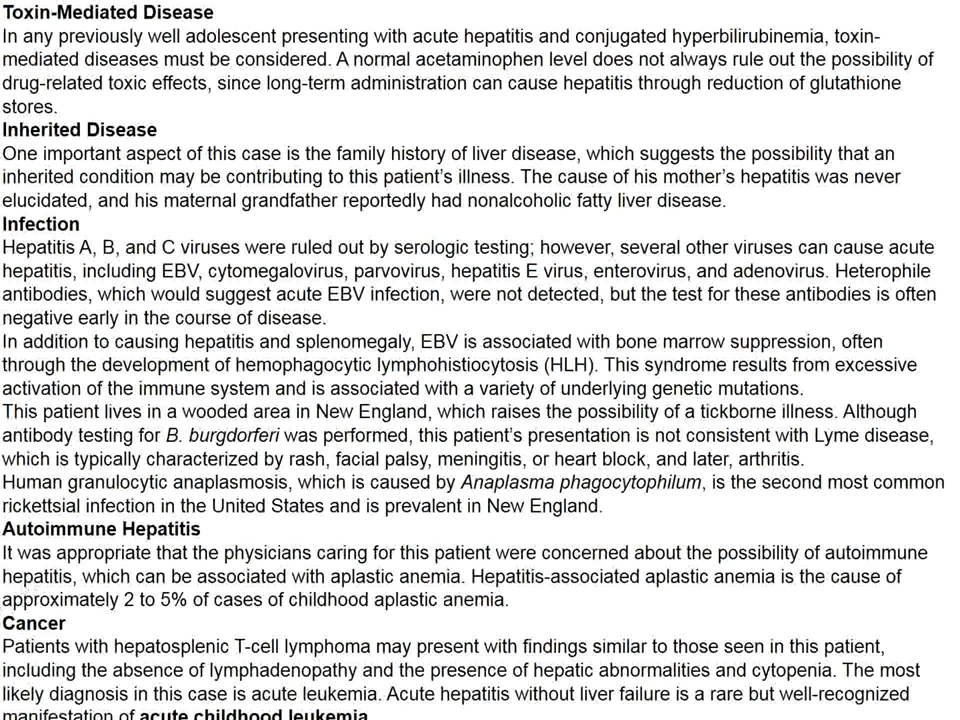 Toxin-Mediated Disease
In any previously well adolescent presenting with acute hepatitis and conjugated hyperbilirubinemia, toxin-
mediated diseases must be considered. A normal acetaminophen level does not always rule out the possibility of
drug-related toxic effects, since long-term administration can cause hepatitis through reduction of glutathione
stores.
Inherited Disease
One important aspect of this case is the family history of liver disease, which suggests the possibility that an
inherited condition may be contributing to this patient's illness. The cause of his mother's hepatitis was never
elucidated, and his maternal grandfather reportedly had nonalcoholic fatty liver disease.
Infection
Hepatitis A, B, and C viruses were ruled out by serologic testing; however, several other viruses can cause acute
hepatitis, including EBV, cytomegalovirus, parvovirus, hepatitis E virus, enterovirus, and adenovirus. Heterophile
antibodies, which would suggest acute EBV infection, were not detected, but the test for these antibodies is often
negative early in the course of disease.
In addition to causing hepatitis and splenomegaly, EBV is associated with bone marrow suppression, often
through the development of hemophagocytic lymphohistiocytosis (HLH). This syndrome results from excessive
activation of the immune system and is associated with a variety of underlying genetic mutations.
This patient lives in a wooded area in New England, which raises the possibility of a tickborne illness. Although
antibody testing for B. burgdorferi was performed, this patient's presentation is not consistent with Lyme disease,
which is typically characterized by rash, facial palsy, meningitis, or heart block, and later, arthritis.
Human granulocytic anaplasmosis, which is caused by Anaplasma phagocytophilum, is the second most common
rickettsial infection in the United States and is prevalent in New England.
Autoimmune Hepatitis
It was appropriate that the physicians caring for this patient were concerned about the possibility of autoimmune
hepatitis, which can be associated with aplastic anemia. Hepatitis-associated aplastic anemia is the cause of
approximately 2 to 5% of cases of childhood aplastic anemia.
Cancer
Patients with hepatosplenic T-cell lymphoma may present with findings similar to those seen in this patient,
including the absence of lymphadenopathy and the presence of hepatic abnormalities and cytopenia. The most
likely diagnosis in this case is acute leukemia. Acute hepatitis without liver failure is a rare but well-recognized
manifestation of acute childhood leukemia.